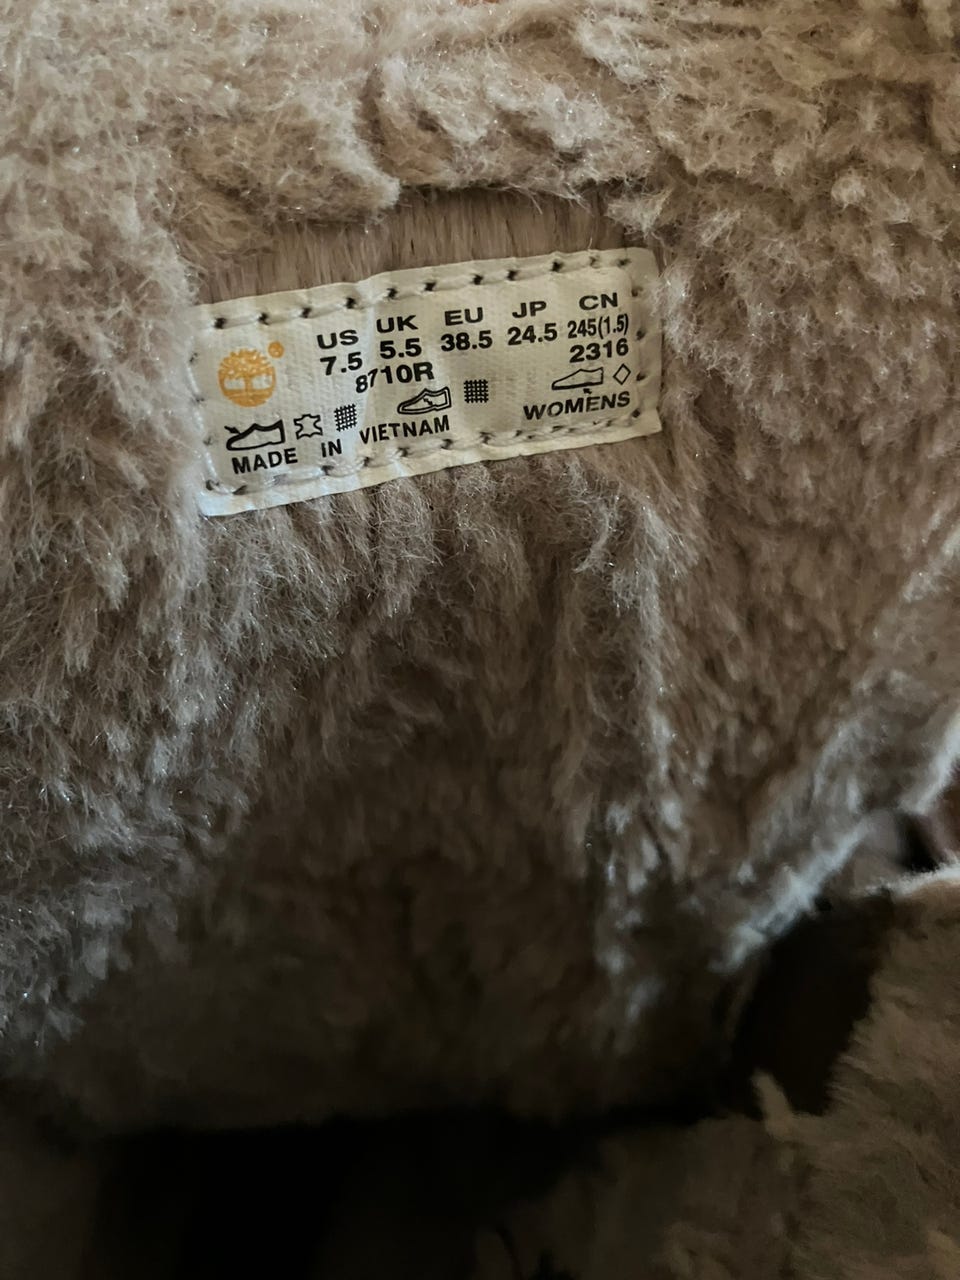 US UK EU JP CN
7.5 5.5 38.5 24.5 245(1.5)
8710R 2316
WOMENS
MADE IN VIETNAM